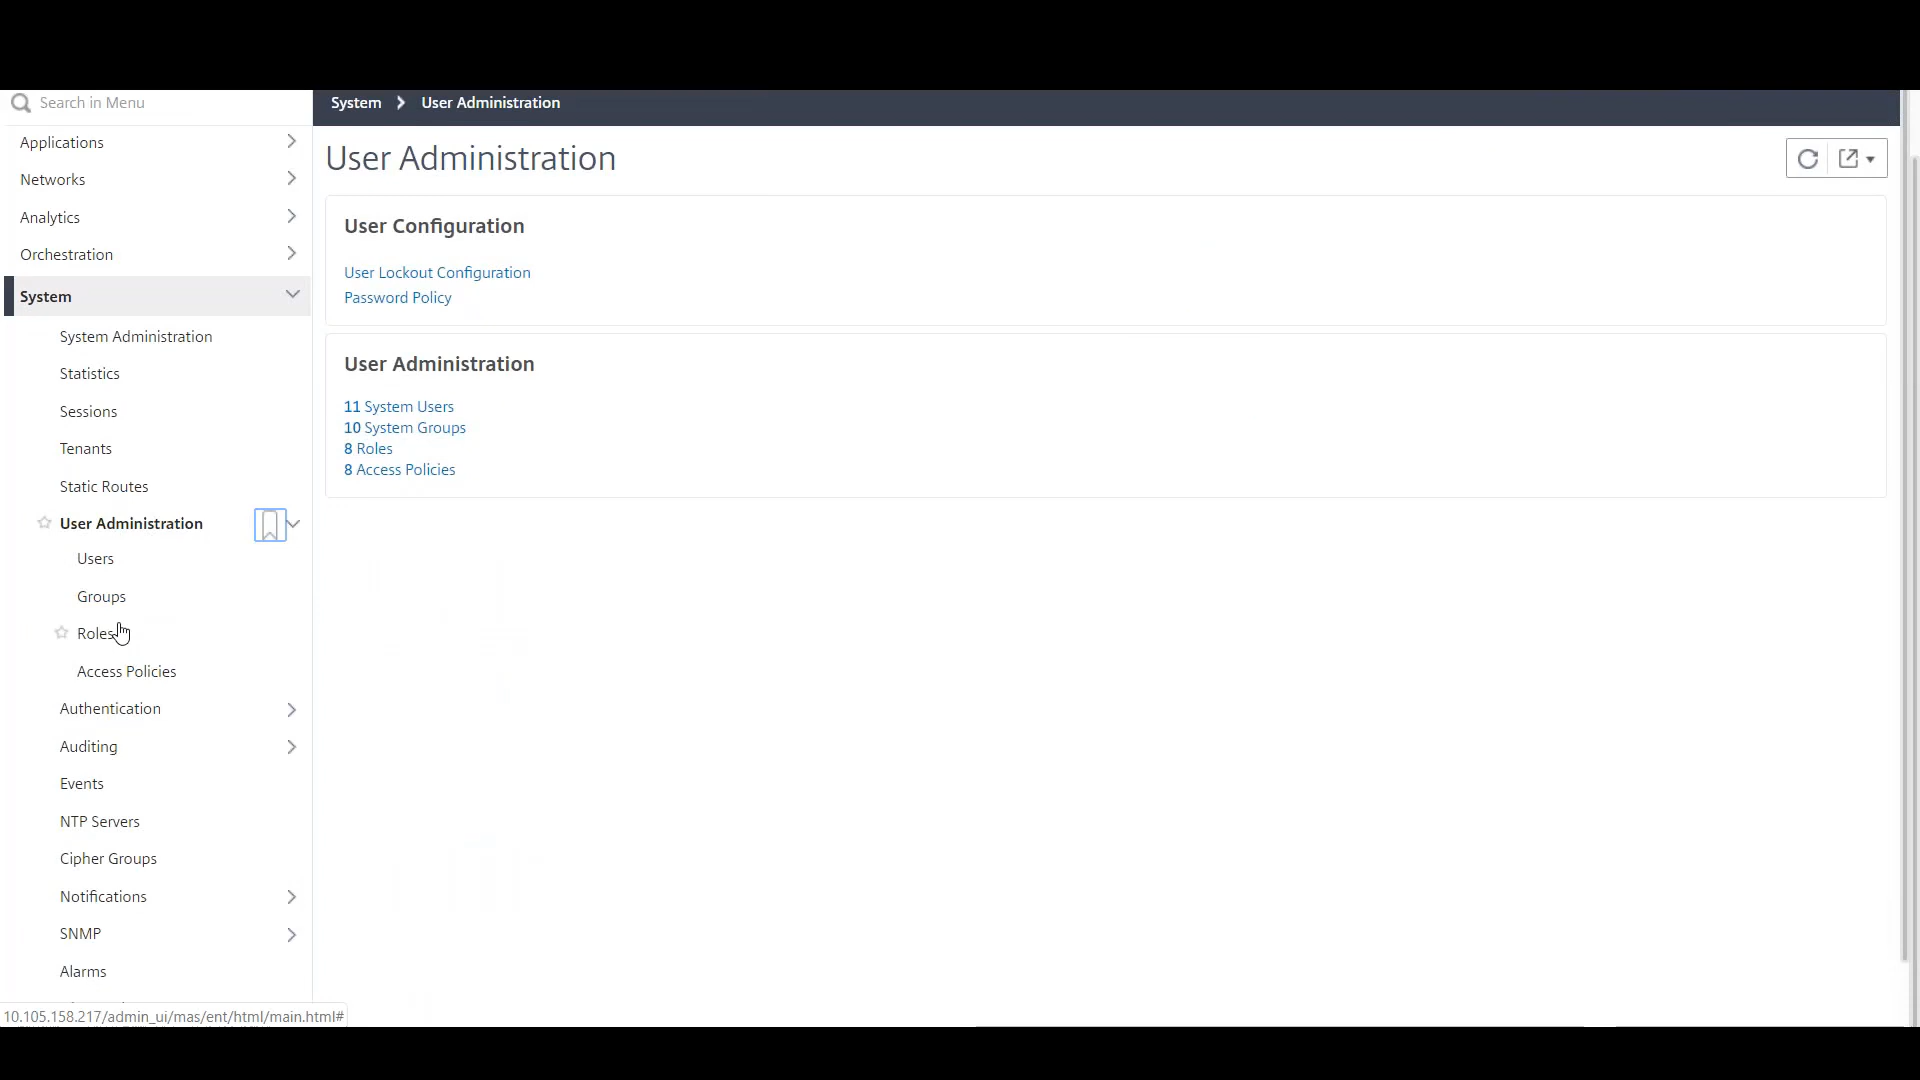 Search in Menu
System > User Administration
Applications
Networks
Analytics
Orchestration
System
System Administration
Statistics
Sessions
Tenants
Static Routes
User Administration
Users
Groups
Roles
Access Policies
Authentication
Auditing
Events
NTP Servers
Cipher Groups
Notifications
SNMP
Alarms
10.105.158.217/admin_ui/mas/ent/html/main.html#
User Administration
User Configuration
User Lockout Configuration
Password Policy
User Administration
11 System Users
10 System Groups
8 Roles
8 Access Policies